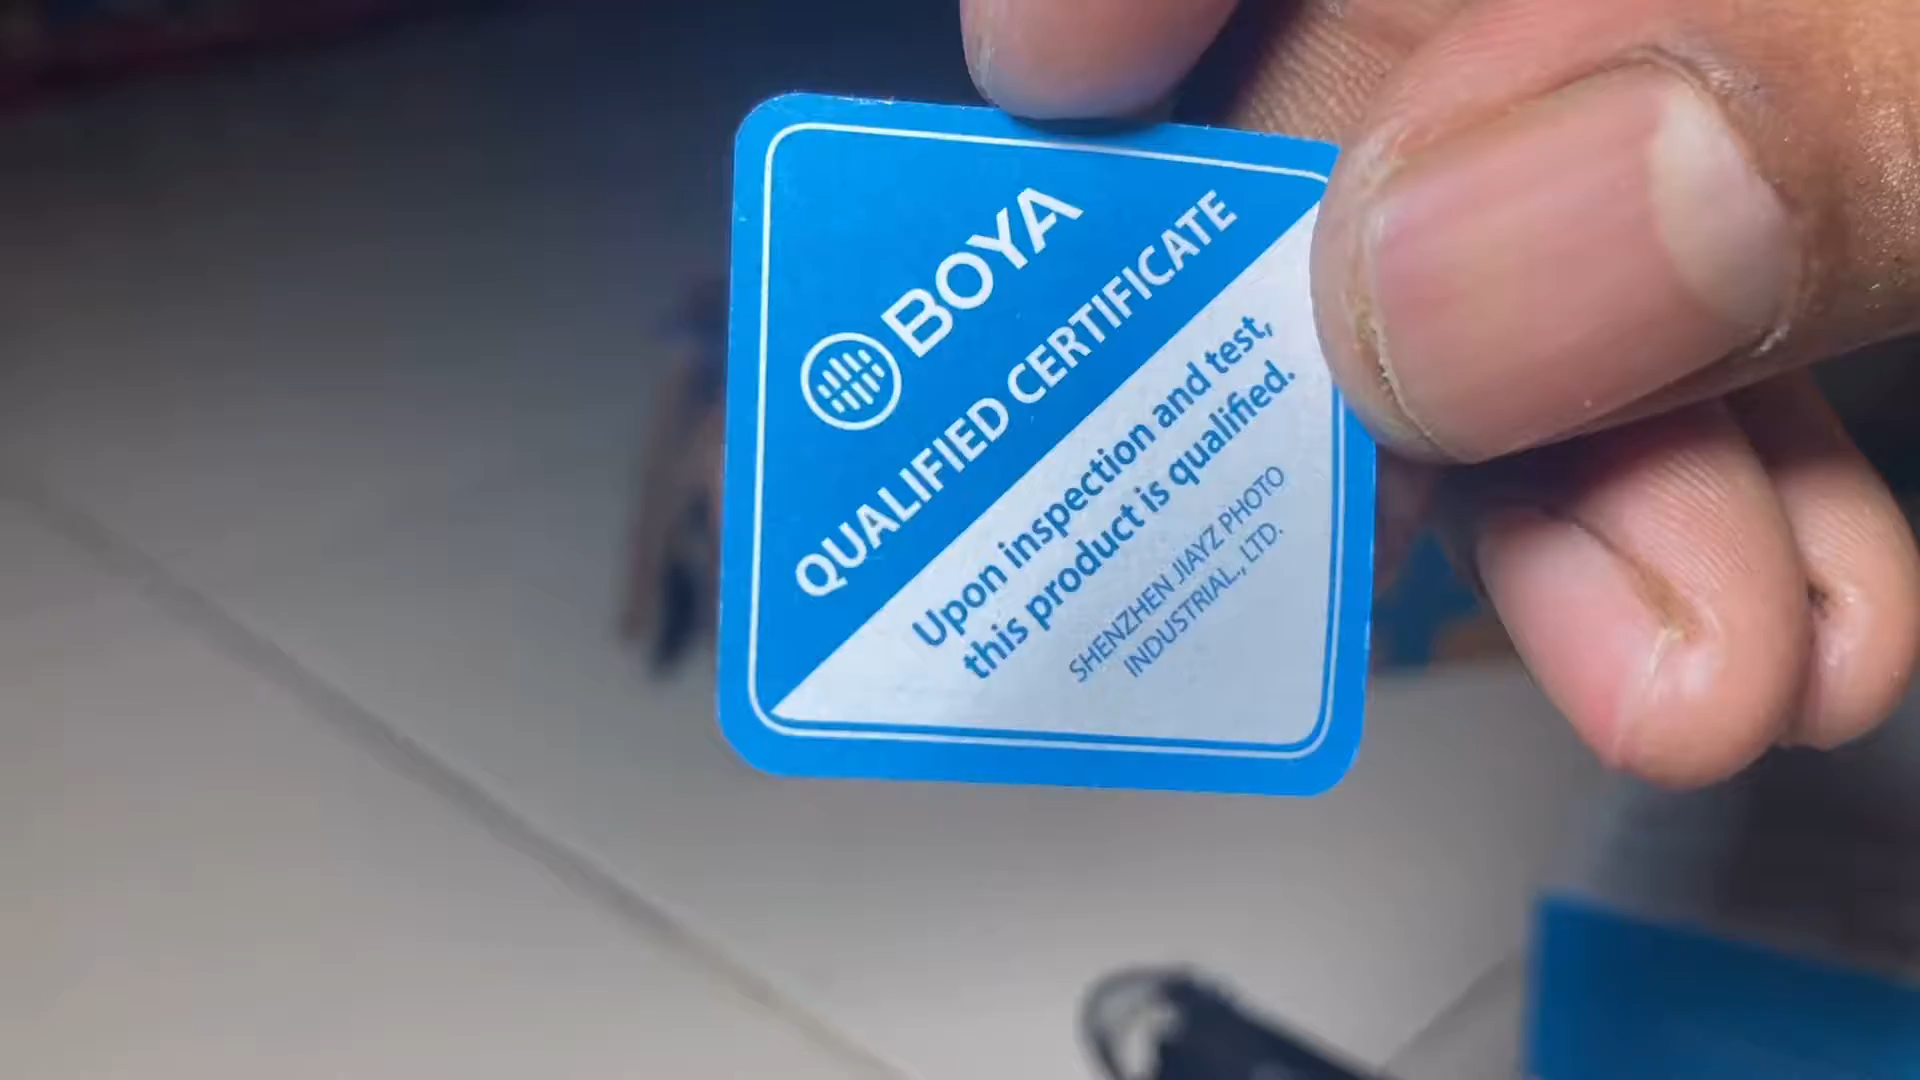 BOYA
QUALIFIED CERTIFICATE
Upon inspection and test,
this product is qualified.
SHENZHEN JIAYZ PHOTO
INDUSTRIAL., LTD.